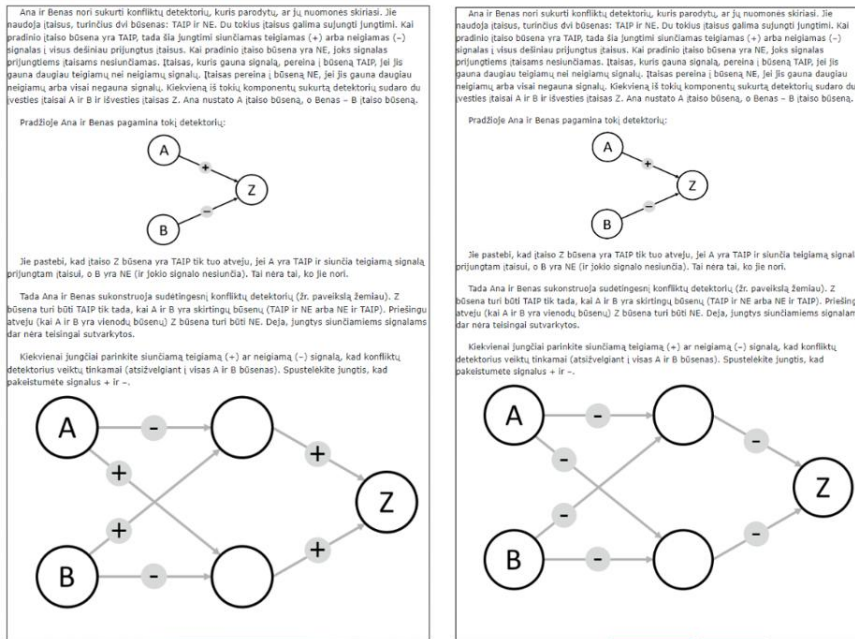 Ana ir Benas nori sukurti konfliktų detektorių, kuris parodytų, ar jų nuomonės skiriasi. Jie
naudoja įtaisus, turinčius dvi būsenas: TAIP ir NE. Du tokius įtaisus galima sujungti jungtimi. Kai
pradinio įtaiso būsena yra TAIP, tada šia jungtimi siunčiamas teigiamas (+) arba neigiamas (–)
signalas į visus dešiniau prijungtus įtaisus. Kai pradinio įtaiso būsena yra NE, joks signalas
prijungtiems įtaisams nesiunčiamas. Įtaisas, kuris gauna signalą, pereina į būseną TAIP, jei jis
gauna daugiau teigiamų nei neigiamų signalų. Įtaisas pereina į būseną NE, jei jis gauna daugiau
neigiamų arba visai negauna signalų. Kiekvieną iš tokių komponentų sukurtą detektorių sudaro du
įvesties įtaisai A ir B ir išvesties įtaisas Z. Ana nustato A įtaiso būseną, o Benas – B įtaiso būseną.
Pradžioje Ana ir Benas pagamina tokį detektorių:
A
+
Z
–
B
Jie pastebi, kad įtaiso Z būsena yra TAIP tik tuo atveju, jei A yra TAIP ir siunčia teigiamą signalą
prijungtam įtaisui, o B yra NE (ir jokio signalo nesiunčia). Tai nėra tai, ko jie nori.
Tada Ana ir Benas sukonstruoja sudėtingesnį konfliktų detektorių (žr. paveikslą žemiau). Z
būsena turi būti TAIP tik tada, kai A ir B yra skirtingų būsenų (TAIP ir NE arba NE ir TAIP). Priešingu
atveju (kai A ir B yra vienodų būsenų) Z būsena turi būti NE. Deja, jungtys siunčiamiems signalams
dar nėra teisingai sutvarkytos.
Kiekvienai jungčiai parinkite siunčiamą teigiamą (+) ar neigiamą (–) signalą, kad konfliktų
detektorius veiktų tinkamai (atsižvelgiant į visas A ir B būsenas). Spustelėkite jungtis, kad
pakeistumėte signalus + ir –.
A
-
+
+
Z
+
+
B
-
Ana ir Benas nori sukurti konfliktų detektorių, kuris parodytų, ar jų nuomonės skiriasi. Jie
naudoja įtaisus, turinčius dvi būsenas: TAIP ir NE. Du tokius įtaisus galima sujungti jungtimi. Kai
pradinio įtaiso būsena yra TAIP, tada šia jungtimi siunčiamas teigiamas (+) arba neigiamas (–)
signalas į visus dešiniau prijungtus įtaisus. Kai pradinio įtaiso būsena yra NE, joks signalas
prijungtiems įtaisams nesiunčiamas. Įtaisas, kuris gauna signalą, pereina į būseną TAIP, jei jis
gauna daugiau teigiamų nei neigiamų signalų. Įtaisas pereina į būseną NE, jei jis gauna daugiau
neigiamų arba visai negauna signalų. Kiekvieną iš tokių komponentų sukurtą detektorių sudaro du
įvesties įtaisai A ir B ir išvesties įtaisas Z. Ana nustato A įtaiso būseną, o Benas – B įtaiso būseną.
Pradžioje Ana ir Benas pagamina tokį detektorių:
A
+
Z
–
B
Jie pastebi, kad įtaiso Z būsena yra TAIP tik tuo atveju, jei A yra TAIP ir siunčia teigiamą signal
prijungtam įtaisui, o B yra NE (ir jokio signalo nesiunčia). Tai nėra tai, ko jie nori.
Tada Ana ir Benas sukonstruoja sudėtingesnį konfliktų detektorių (žr. paveikslą žemiau). Z
būsena turi būti TAIP tik tada, kai A ir B yra skirtingų būsenų (TAIP ir NE arba NE ir TAIP). Priešing
atveju (kai A ir B yra vienodų būsenų) Z būsena turi būti NE. Deja, jungtys siunčiamiems signalams
dar nėra teisingai sutvarkytos.
Kiekvienai jungčiai parinkite siunčiamą teigiamą (+) ar neigiamą (–) signalą, kad konfliktų
detektorius veiktų tinkamai (atsižvelgiant į visas A ir B būsenas). Spustelėkite jungtis, kad
pakeistumėte signalus + ir –.
A
-
-
-
Z
-
-
B
-